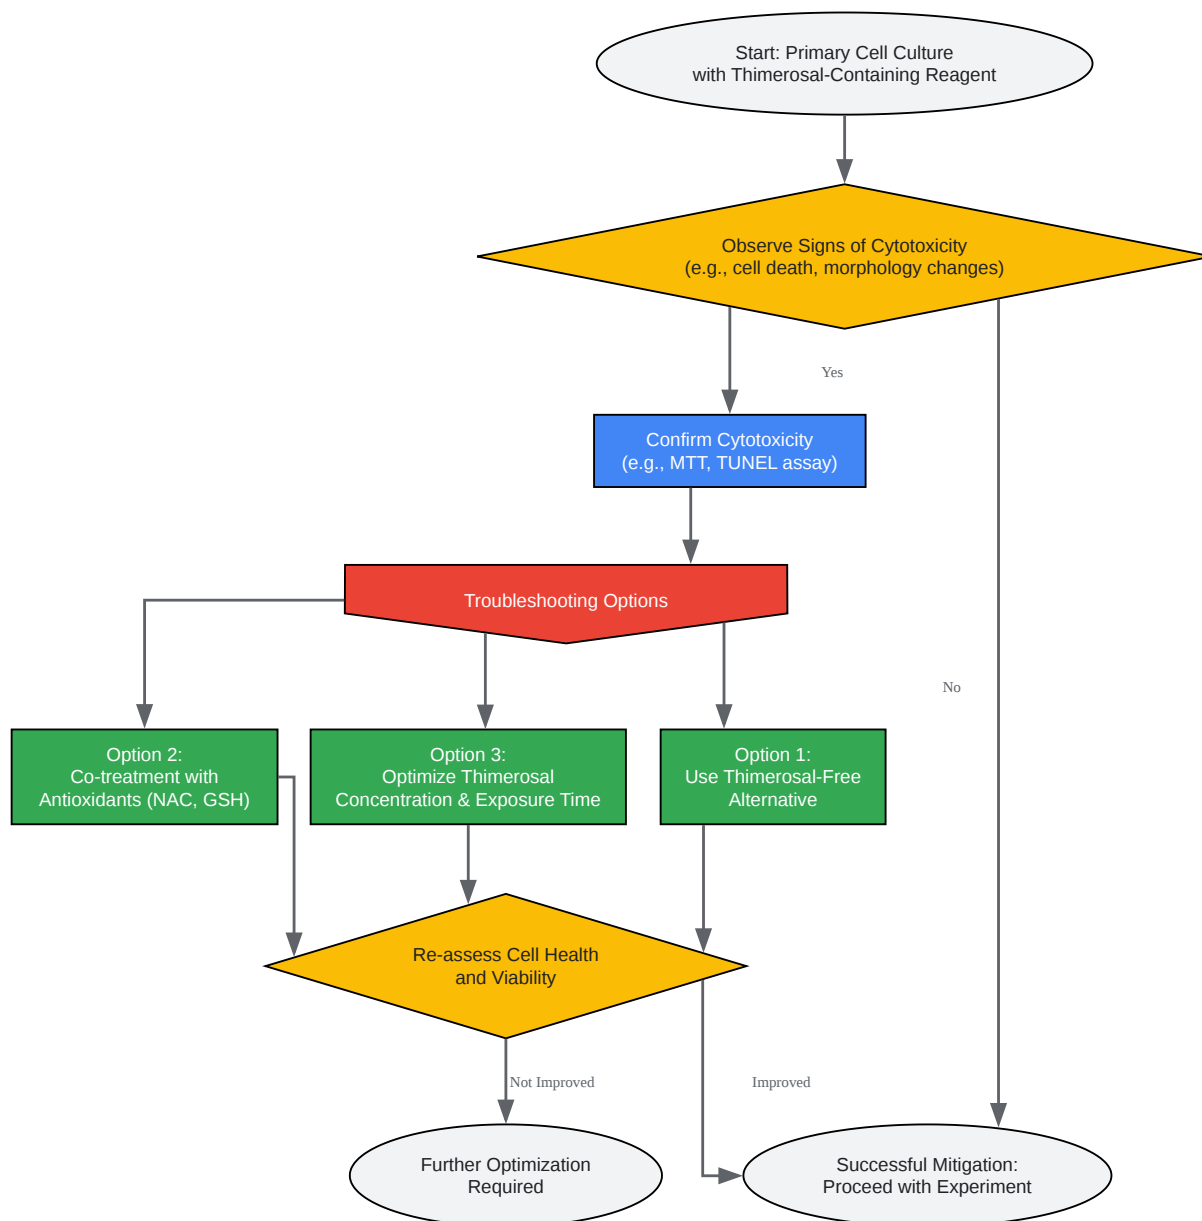 Start: Primary Cell Culture
with Thimerosal-Containing Reagent
Observe Signs of Cytotoxicity
(e.g., cell death, morphology changes)
Yes
Confirm Cytotoxicity
(e.g., MTT, TUNEL assay)
Troubleshooting Options
No
Option 2:
Co-treatment with
Antioxidants (NAC, GSH)
Option 3:
Optimize Thimerosal
Concentration & Exposure Time
Option 1:
Use Thimerosal-Free
Alternative
Re-assess Cell Health
and Viability
Not Improved
Improved
Further Optimization
Required
Successful Mitigation:
Proceed with Experiment